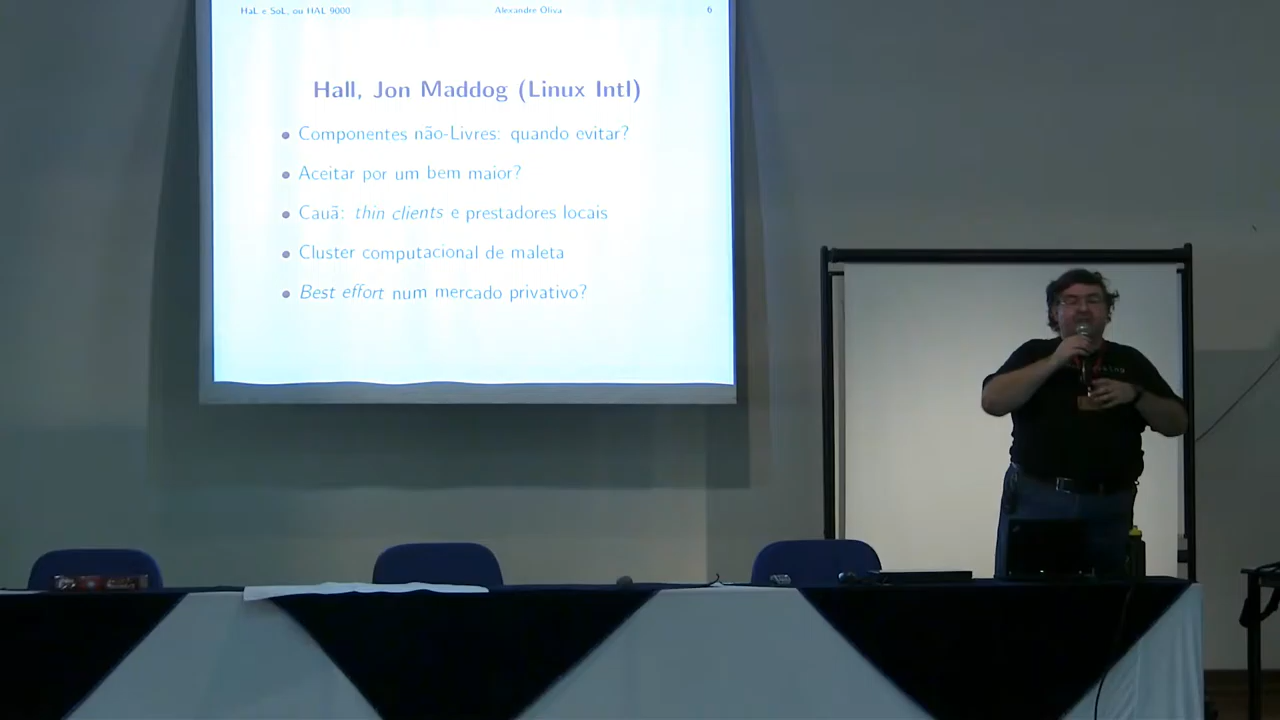 HaL e SoL, ou HAL 9000 Alexandre Oliva 6
Hall, Jon Maddog (Linux Intl)
Componentes não-Livres: quando evitar?
Aceitar por um bem maior?
Cauã: thin clients e prestadores locais
Cluster computacional de maleta
Best effort num mercado privativo?